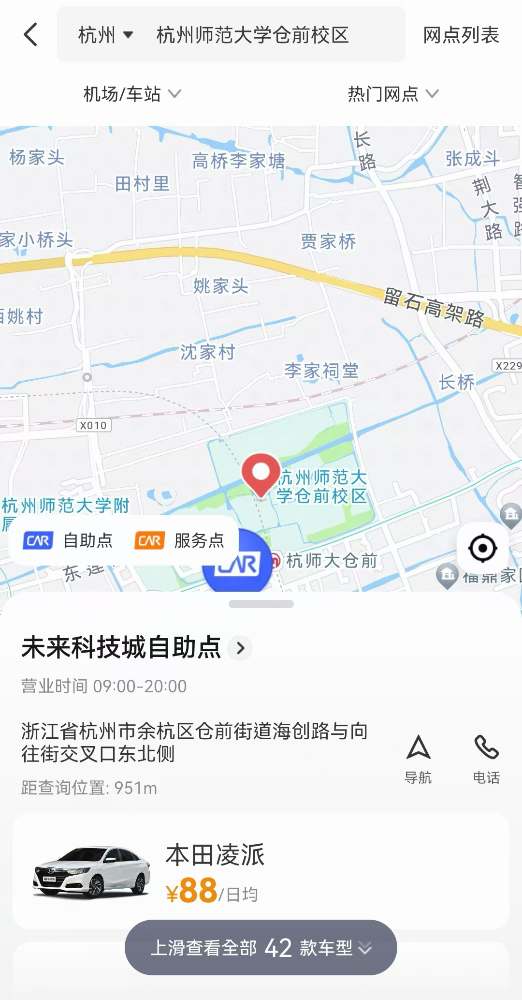 杭州
杭州师范大学仓前校区
网点列表
机场/车站
热门网点
长
路
杨家头
高桥李家塘
张成斗
田村里
荆
大
路
智
强
路
家小桥头
贾家桥
姚家头
留石高架路
姚村
沈家村
李家祠堂
X229
长桥
X010
杭州师范大
学仓前校区
杭州师范大学附
属
CAR 自助点
CAR 服务点
CAR
杭师大仓前
福鼎家
未来科技城自助点
营业时间 09:00-20:00
浙江省杭州市余杭区仓前街道海创路与向
往街交叉口东北侧
距查询位置: 951m
导航
电话
本田凌派
¥88/日均
上滑查看全部 42 款车型